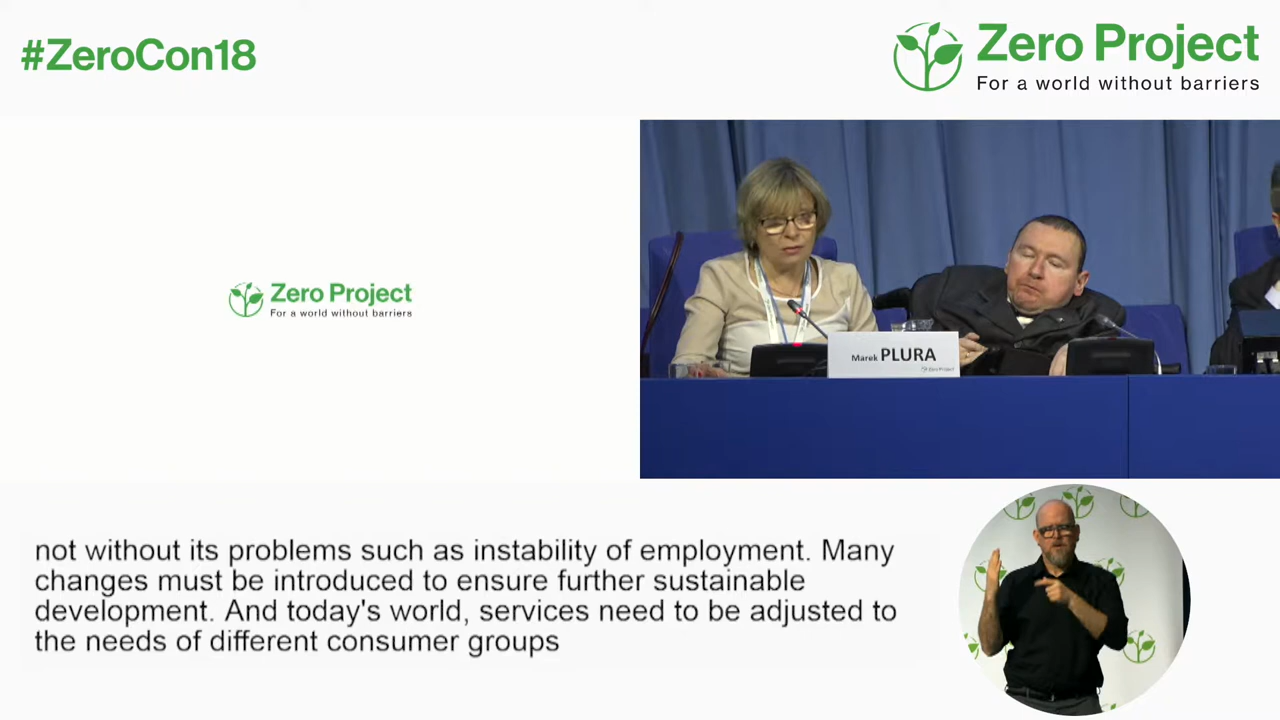 #ZeroCon18
Zero Project
For a world without barriers
Zero Project
For a world without barriers
Marek PLURA
Zero Project
not without its problems such as instability of employment. Many
changes must be introduced to ensure further sustainable
development. And today's world, services need to be adjusted to
the needs of different consumer groups